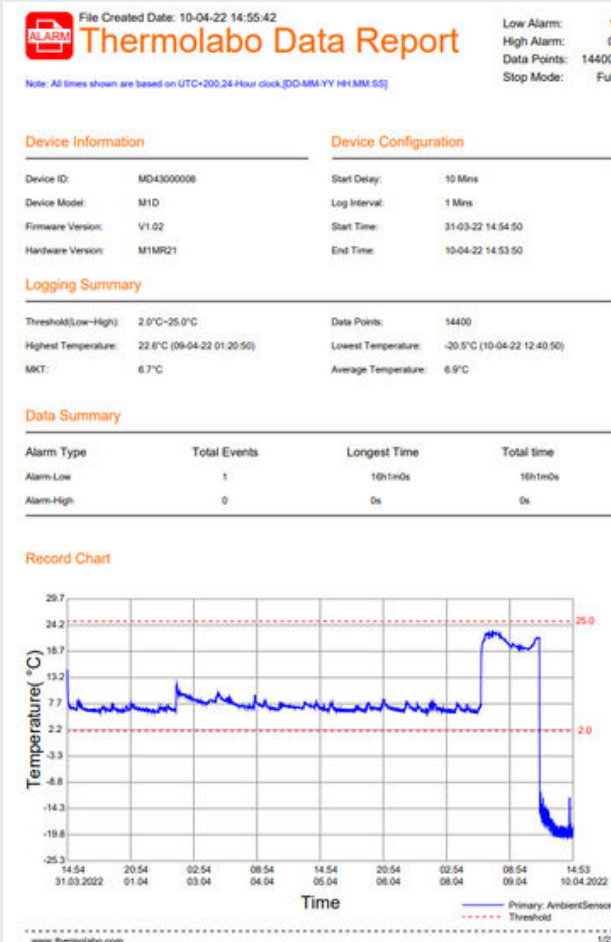 File Created Date: 10-04-22 14:55:42
ALARM
Thermolabo Data Report
Low Alarm:
High Alarm:
Data Points: 14400
Stop Mode:
Note: All times shown are based on UTC+200,24-Hour clock,[DD-MM-YY HH:MM:SS]
Device Information
Device Configuration
Device ID: MD43000008
Start Delay: 10 Mins
Device Model: M1D
Log Interval: 1 Mins
Firmware Version: V1.02
Start Time: 31-03-22 14:54:50
Hardware Version: M1MR21
End Time: 10-04-22 14:53:50
Logging Summary
Threshold(Low~High): 2.0°C~25.0°C
Data Points: 14400
Highest Temperature: 22.6°C (09-04-22 01:20:50)
Lowest Temperature: -20.5°C (10-04-22 12:40:50)
MKT: 6.7°C
Average Temperature: 6.9°C
Data Summary
Alarm Type Total Events Longest Time Total time
Alarm-Low 1 16h1m0s 16h1m0s
Alarm-High 0 0s 0s
Record Chart
29.7
24.2
18.7
13.2
7.7
2.2
-3.3
-8.8
-14.3
-19.8
-25.3
25.0
2.0
Temperature( °C)
14:54 20:54 02:54 08:54 14:54 20:54 02:54 08:54 14:53
31.03.2022 01.04 03.04 04.04 05.04 06.04 08.04 09.04 10.04.2022
Time
Primary: AmbientSensor
Threshold
www.thermolabo.com